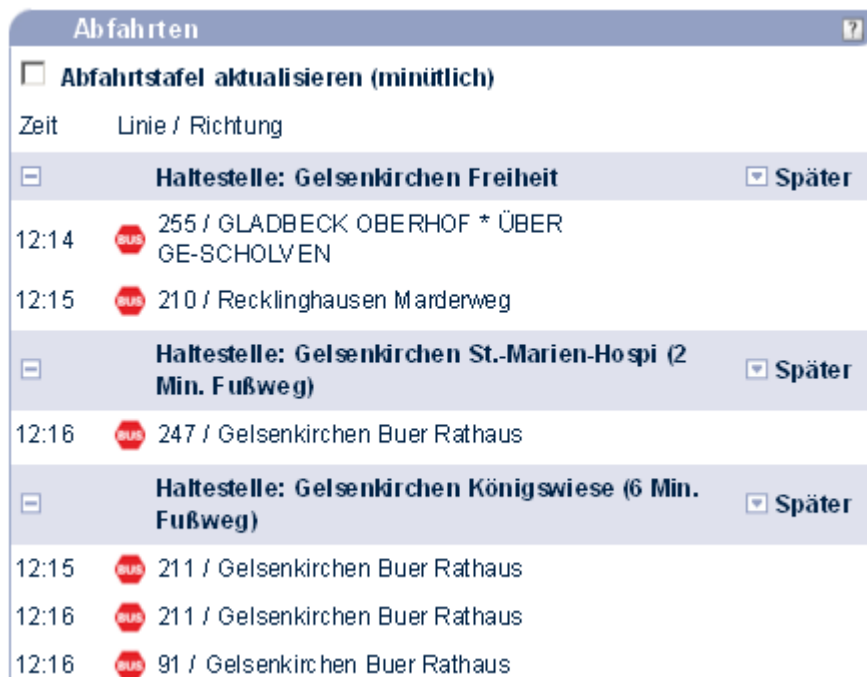 Abfahrten ?
Abfahrtstafel aktualisieren (minütlich)
Zeit Linie / Richtung
Haltestelle: Gelsenkirchen Freiheit Später
12:14 BUS 255 / GLADBECK OBERHOF * ÜBER
GE-SCHOLVEN
12:15 BUS 210 / Recklinghausen Marderweg
Haltestelle: Gelsenkirchen St.-Marien-Hospi (2
Min. Fußweg) Später
12:16 BUS 247 / Gelsenkirchen Buer Rathaus
Haltestelle: Gelsenkirchen Königswiese (6 Min.
Fußweg) Später
12:15 BUS 211 / Gelsenkirchen Buer Rathaus
12:16 BUS 211 / Gelsenkirchen Buer Rathaus
12:16 BUS 91 / Gelsenkirchen Buer Rathaus